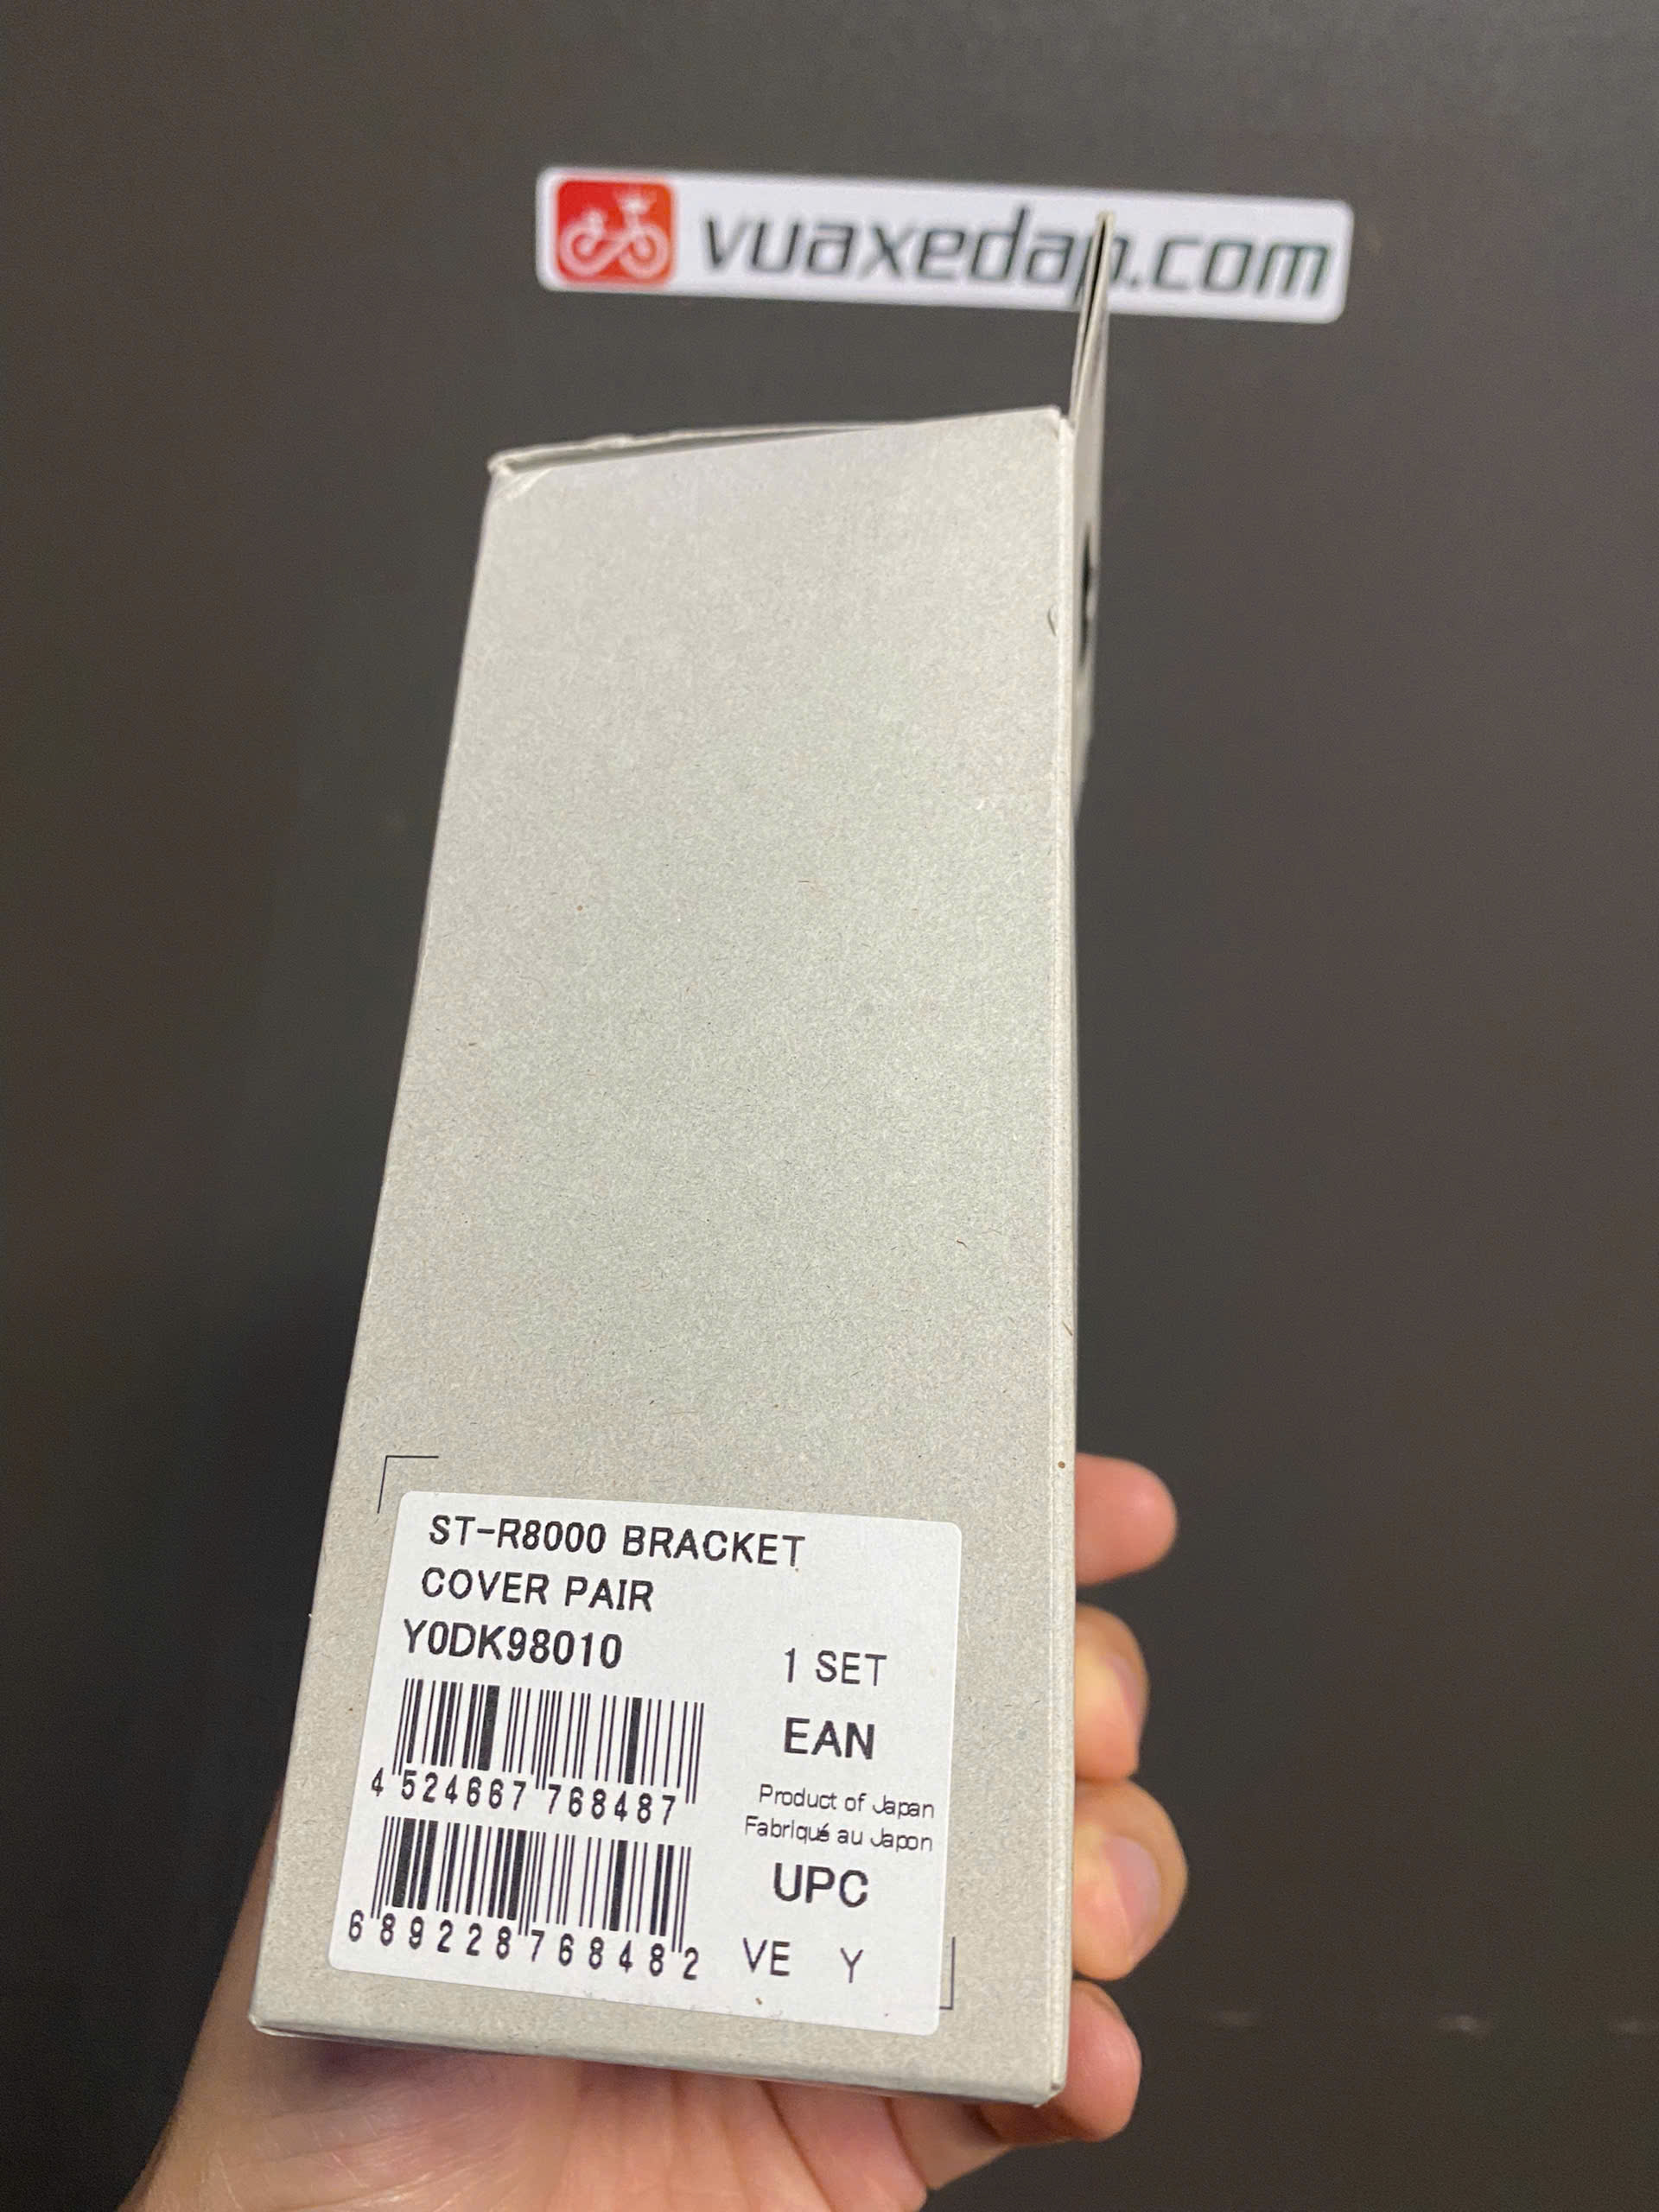 vuaxedap.com
ST-R8000 BRACKET
COVER PAIR
Y0DK98010
1 SET
EAN
4 524667 768487
Product of Japan
Fabriqué au Japon
UPC
6 89228 76848 2
VE Y